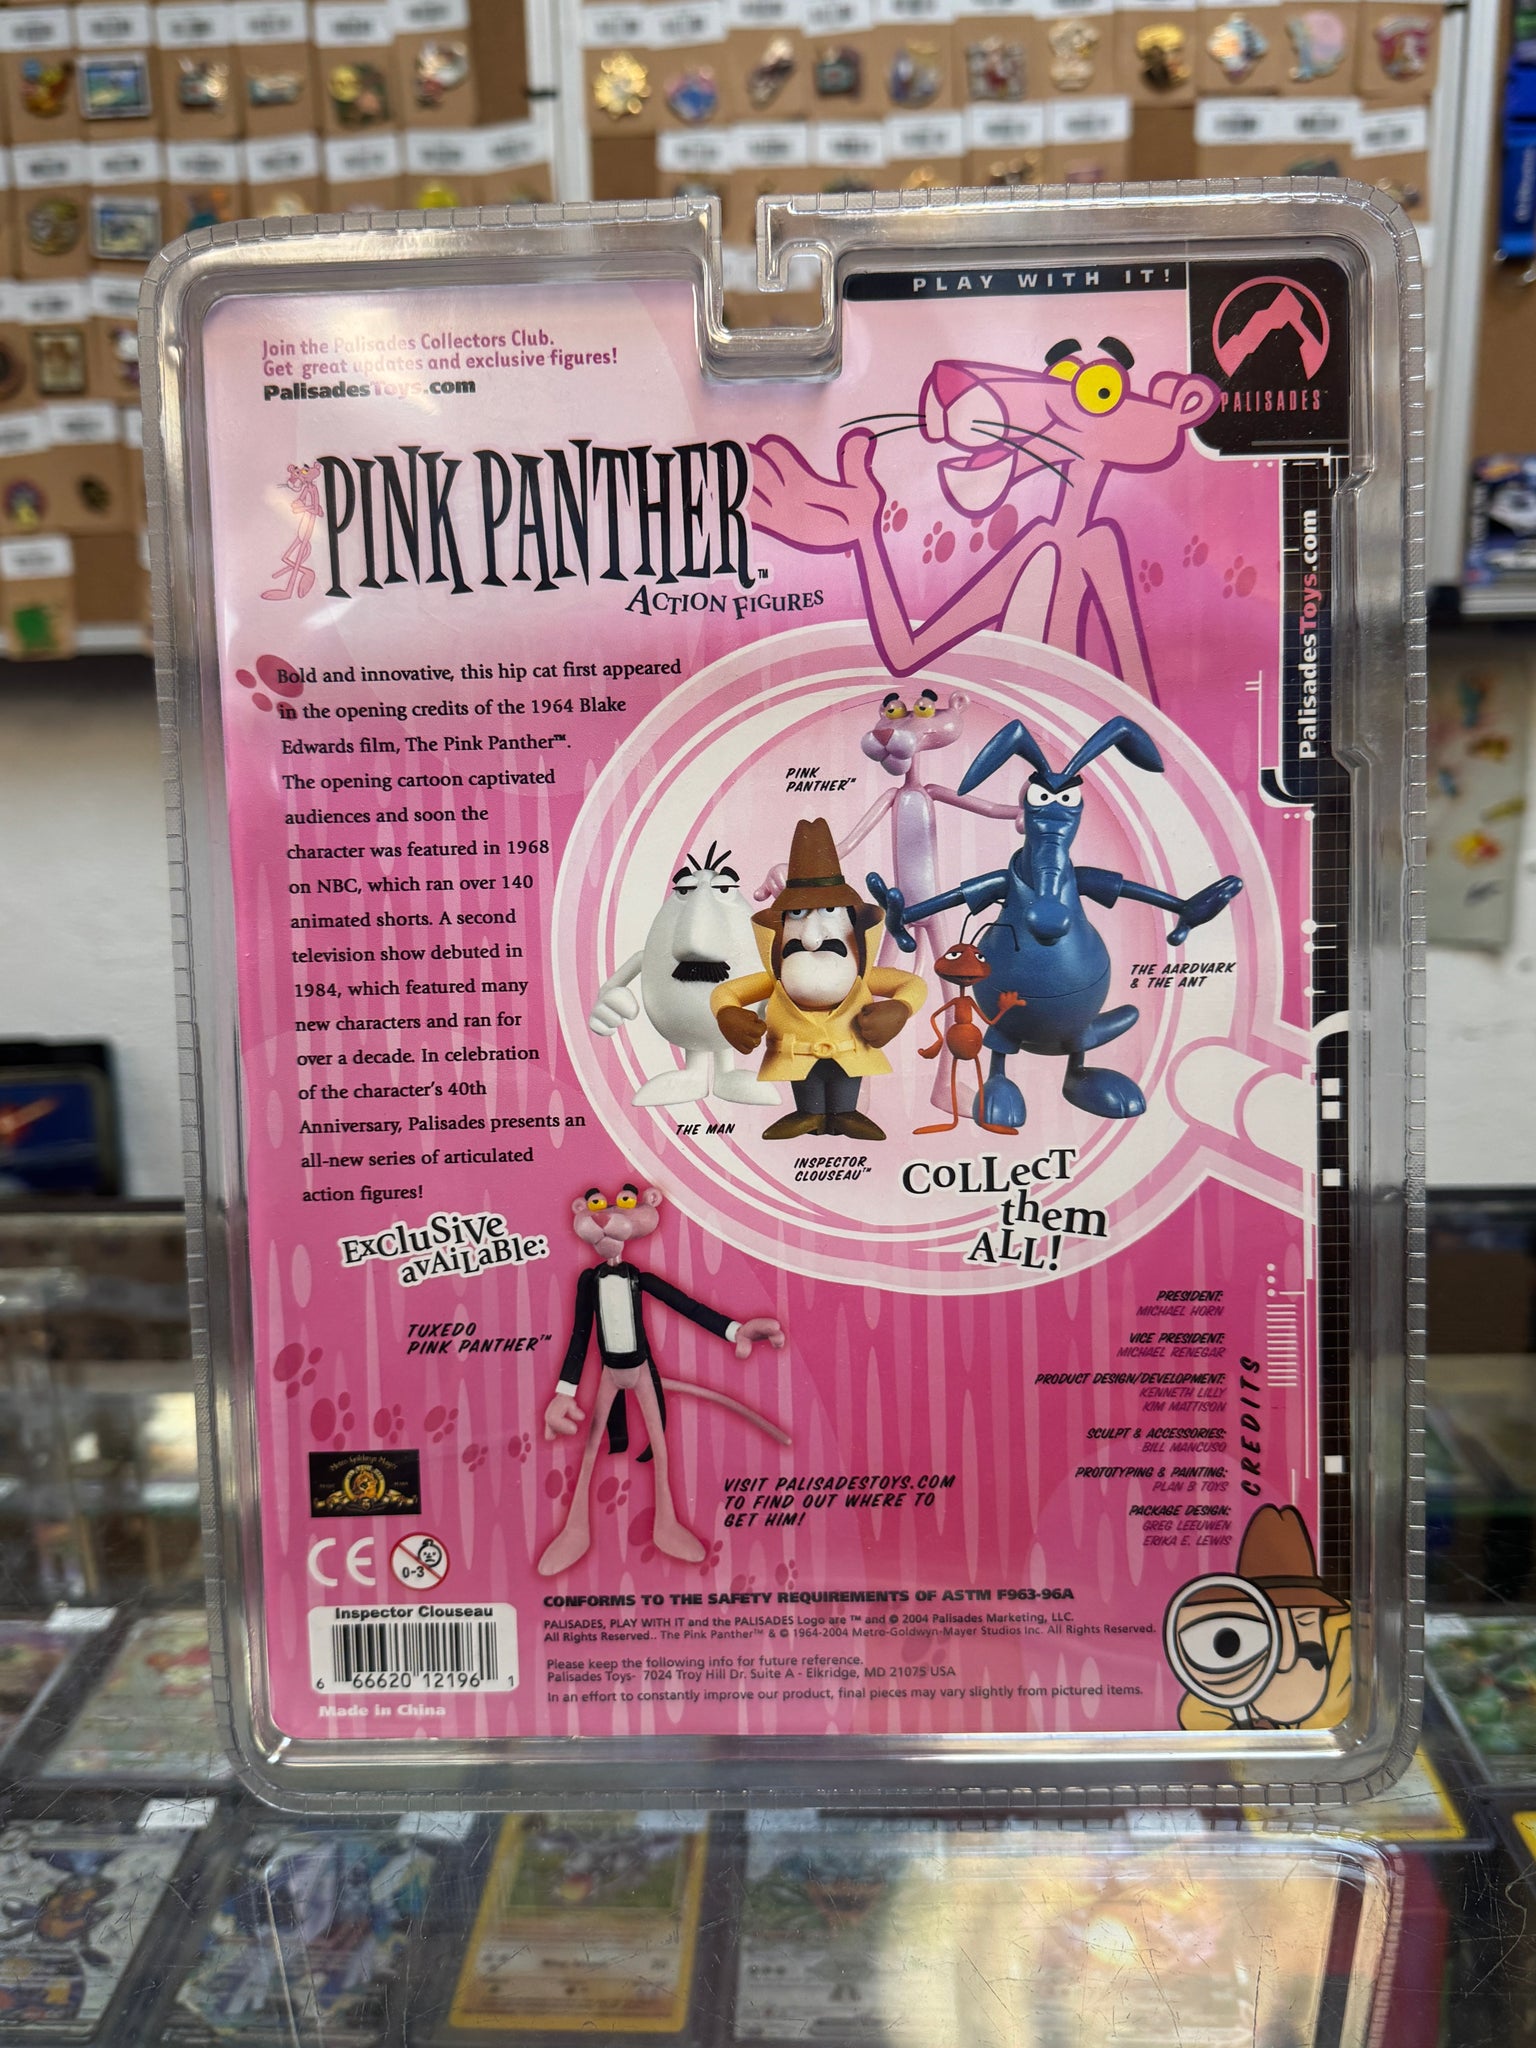 PLAY WITH IT!
PALISADES
Join the Palisades Collectors Club.
Get great updates and exclusive figures!
PalisadesToys.com
PINK PANTHER™
ACTION FIGURES
PalisadesToys.com
Bold and innovative, this hip cat first appeared
in the opening credits of the 1964 Blake
Edwards film, The Pink Panther™.
The opening cartoon captivated
audiences and soon the
character was featured in 1968
on NBC, which ran over 140
animated shorts. A second
television show debuted in
1984, which featured many
new characters and ran for
over a decade. In celebration
of the character's 40th
Anniversary, Palisades presents an
all-new series of articulated
action figures!
PINK
PANTHER™
THE AARDVARK
& THE ANT
THE MAN
INSPECTOR
CLOUSEAU™
CoLLecT
them
ALL!
ExcluSive
avAiLaBle:
TUXEDO
PINK PANTHER™
VISIT PALISADESTOYS.COM
TO FIND OUT WHERE TO
GET HIM!
CREDITS
PRESIDENT:
MICHAEL HORN
VICE PRESIDENT:
MICHAEL RENEGAR
PRODUCT DESIGN/DEVELOPMENT:
KENNETH LILLY
KIM MATTISON
SCULPT & ACCESSORIES:
BILL MANCUSO
PROTOTYPING & PAINTING:
PLAN B TOYS
PACKAGE DESIGN:
GREG LEEUWEN
ERIKA E. LEWIS
Metro Goldwyn Mayer
CE
0-3
Inspector Clouseau
6 66620 12196 1
Made in China
CONFORMS TO THE SAFETY REQUIREMENTS OF ASTM F963-96A
PALISADES, PLAY WITH IT and the PALISADES Logo are ™ and © 2004 Palisades Marketing, LLC.
All Rights Reserved.. The Pink Panther™ & © 1964-2004 Metro-Goldwyn-Mayer Studios Inc. All Rights Reserved.
Please keep the following info for future reference.
Palisades Toys- 7024 Troy Hill Dr. Suite A - Elkridge, MD 21075 USA
In an effort to constantly improve our product, final pieces may vary slightly from pictured items.